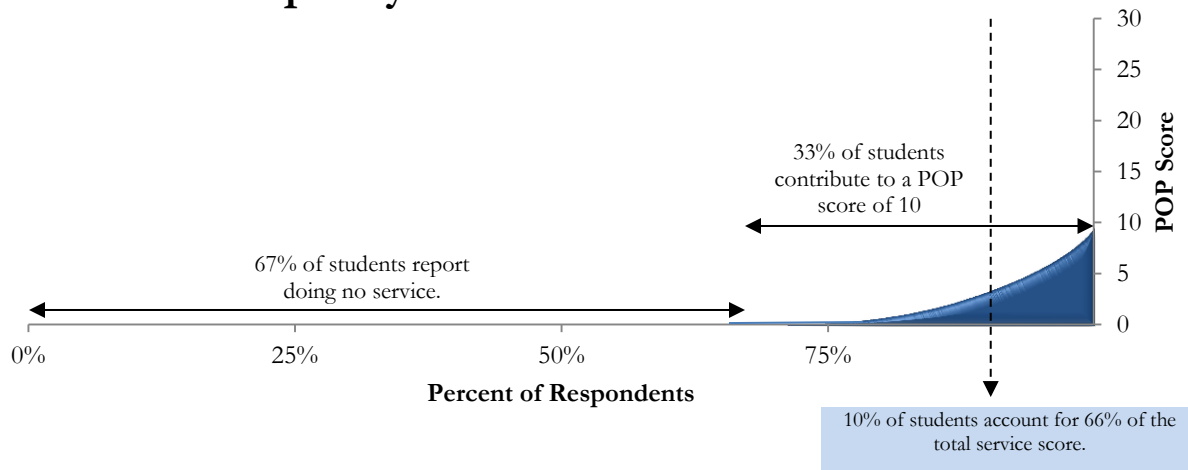 30
25
20
15
10
5
0
POP Score
33% of students
contribute to a POP
score of 10
67% of students report
doing no service.
0%
25%
50%
75%
Percent of Respondents
10% of students account for 66% of the
total service score.